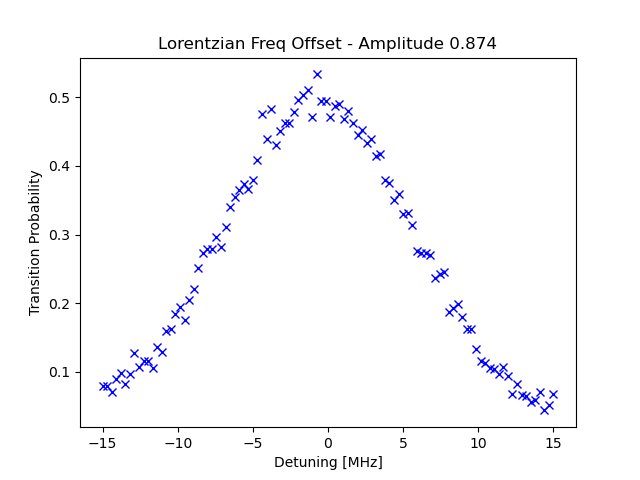 Lorentzian Freq Offset - Amplitude 0.874
Transition Probability
0.5
0.4
0.3
0.2
0.1
−15 −10 −5 0 5 10 15
Detuning [MHz]